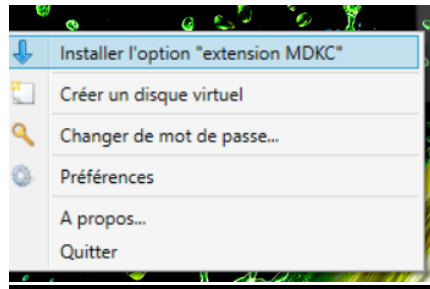 Installer l'option "extension MDKC"
Créer un disque virtuel
Changer de mot de passe...
Préférences
A propos...
Quitter